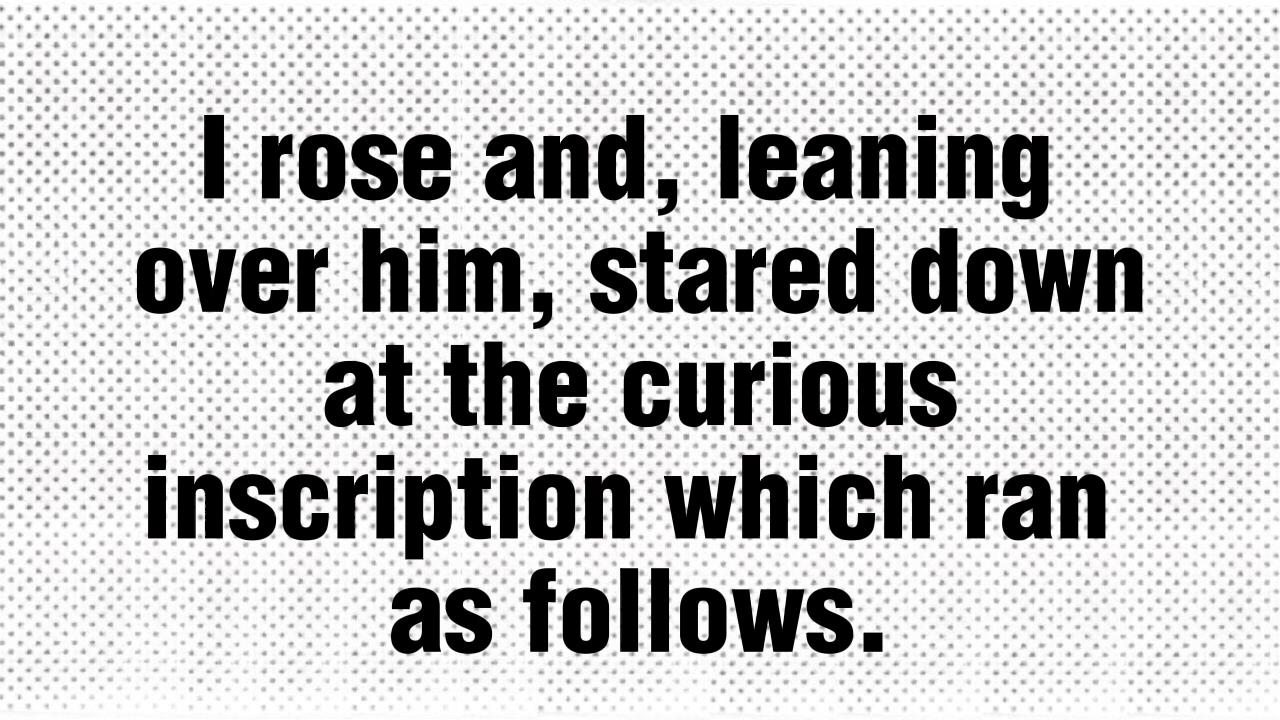 I rose and, leaning
over him, stared down
at the curious
inscription which ran
as follows.